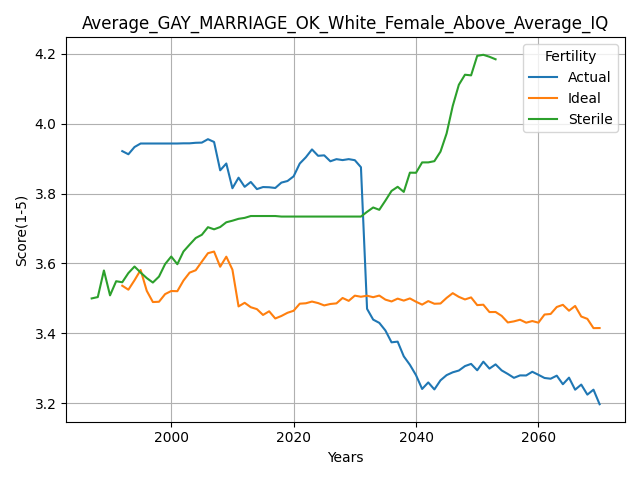 Average_GAY_MARRIAGE_OK_White_Female_Above_Average_IQ
Fertility
Actual
Ideal
Sterile
Score(1-5)
4.2
4.0
3.8
3.6
3.4
3.2
2000
2020
2040
2060
Years